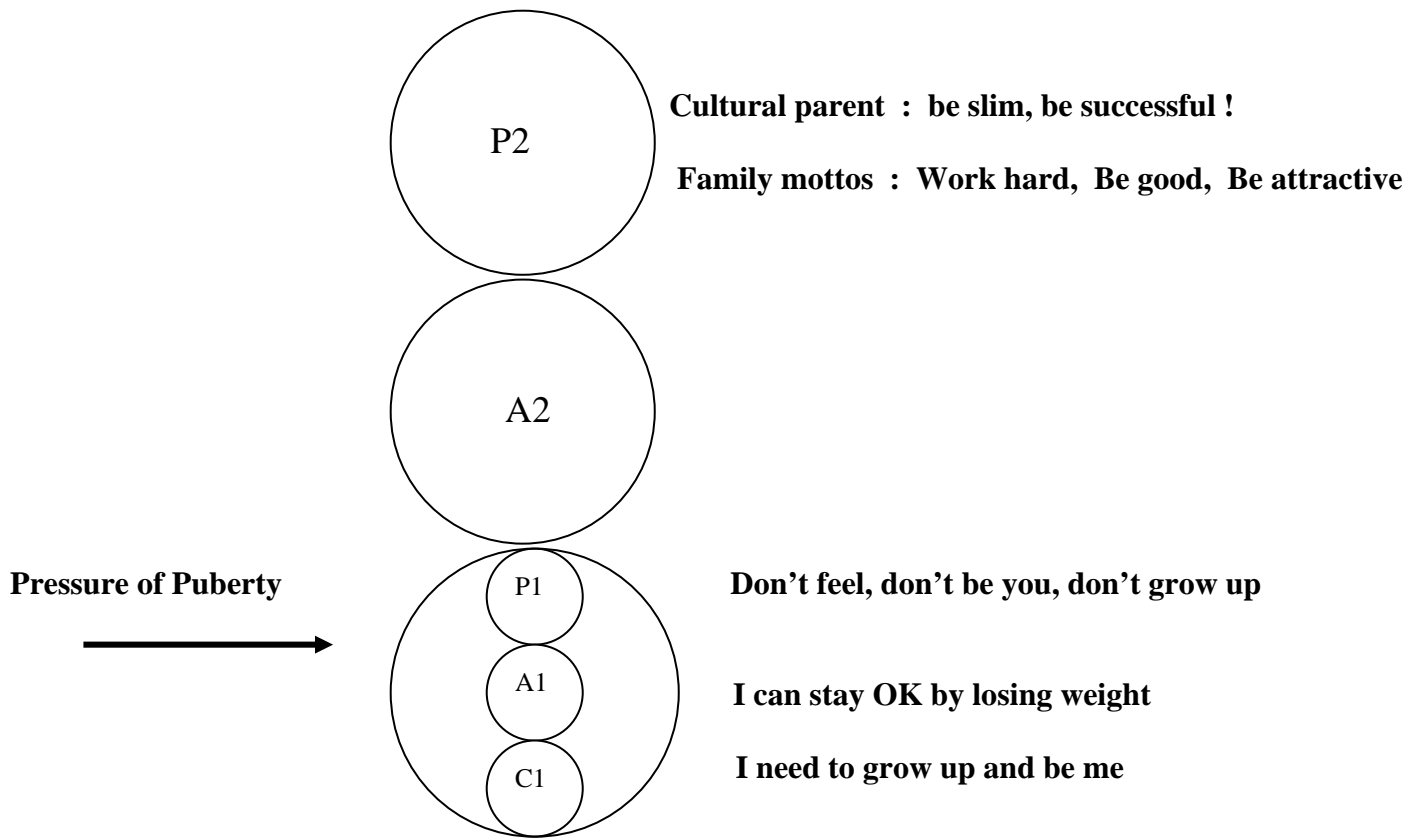 Cultural parent : be slim, be successful !
P2
Family mottos : Work hard, Be good, Be attractive
A2
Pressure of Puberty
P1
Don’t feel, don’t be you, don’t grow up
A1
I can stay OK by losing weight
C1
I need to grow up and be me